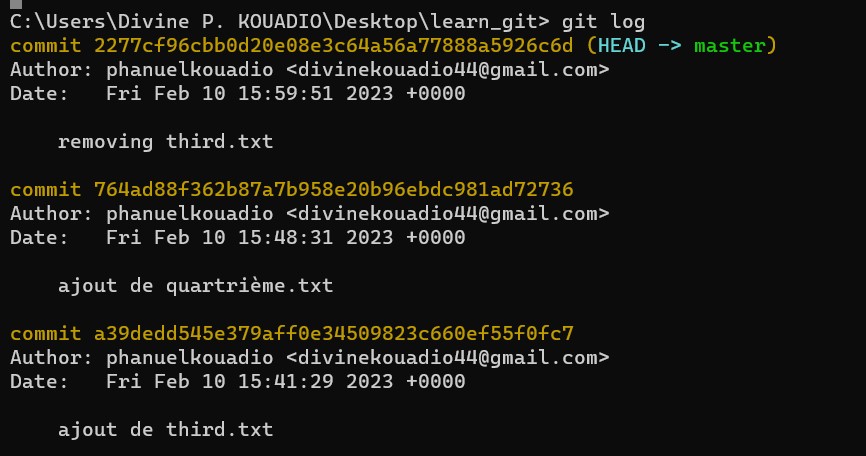 C:\Users\Divine P. KOUADIO\Desktop\learn_git> git log
commit 2277cf96cbb0d20e08e3c64a56a77888a5926c6d (HEAD -> master)
Author: phanuelkouadio <divinekouadio44@gmail.com>
Date:   Fri Feb 10 15:59:51 2023 +0000
    removing third.txt
commit 764ad88f362b87a7b958e20b96ebdc981ad72736
Author: phanuelkouadio <divinekouadio44@gmail.com>
Date:   Fri Feb 10 15:48:31 2023 +0000
    ajout de quartrième.txt
commit a39dedd545e379aff0e34509823c660ef55f0fc7
Author: phanuelkouadio <divinekouadio44@gmail.com>
Date:   Fri Feb 10 15:41:29 2023 +0000
    ajout de third.txt